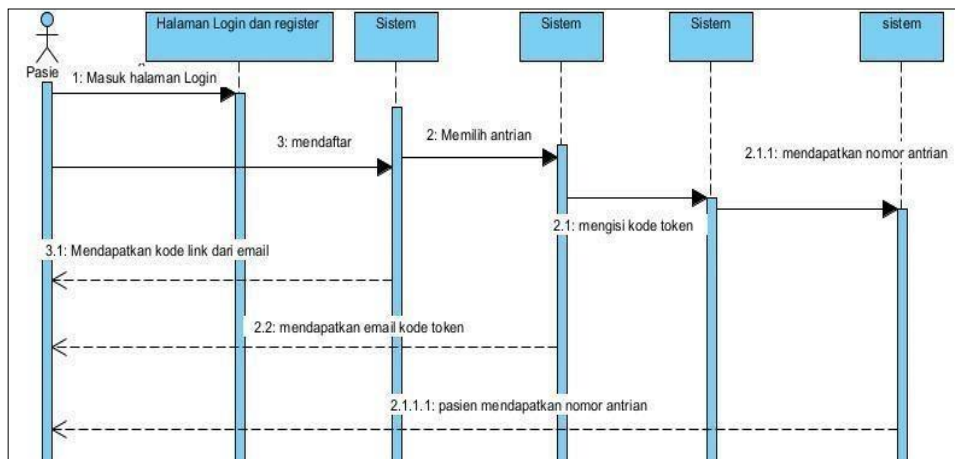 Halaman Login dan register
Sistem
Sistem
Sistem
sistem
Pasie
1: Masuk halaman Login
3: mendaftar
2: Memilih antrian
2.1.1: mendapatkan nomor antrian
2.1: mengisi kode token
3.1: Mendapatkan kode link dari email
2.2: mendapatkan email kode token
2.1.1.1: pasien mendapatkan nomor antrian